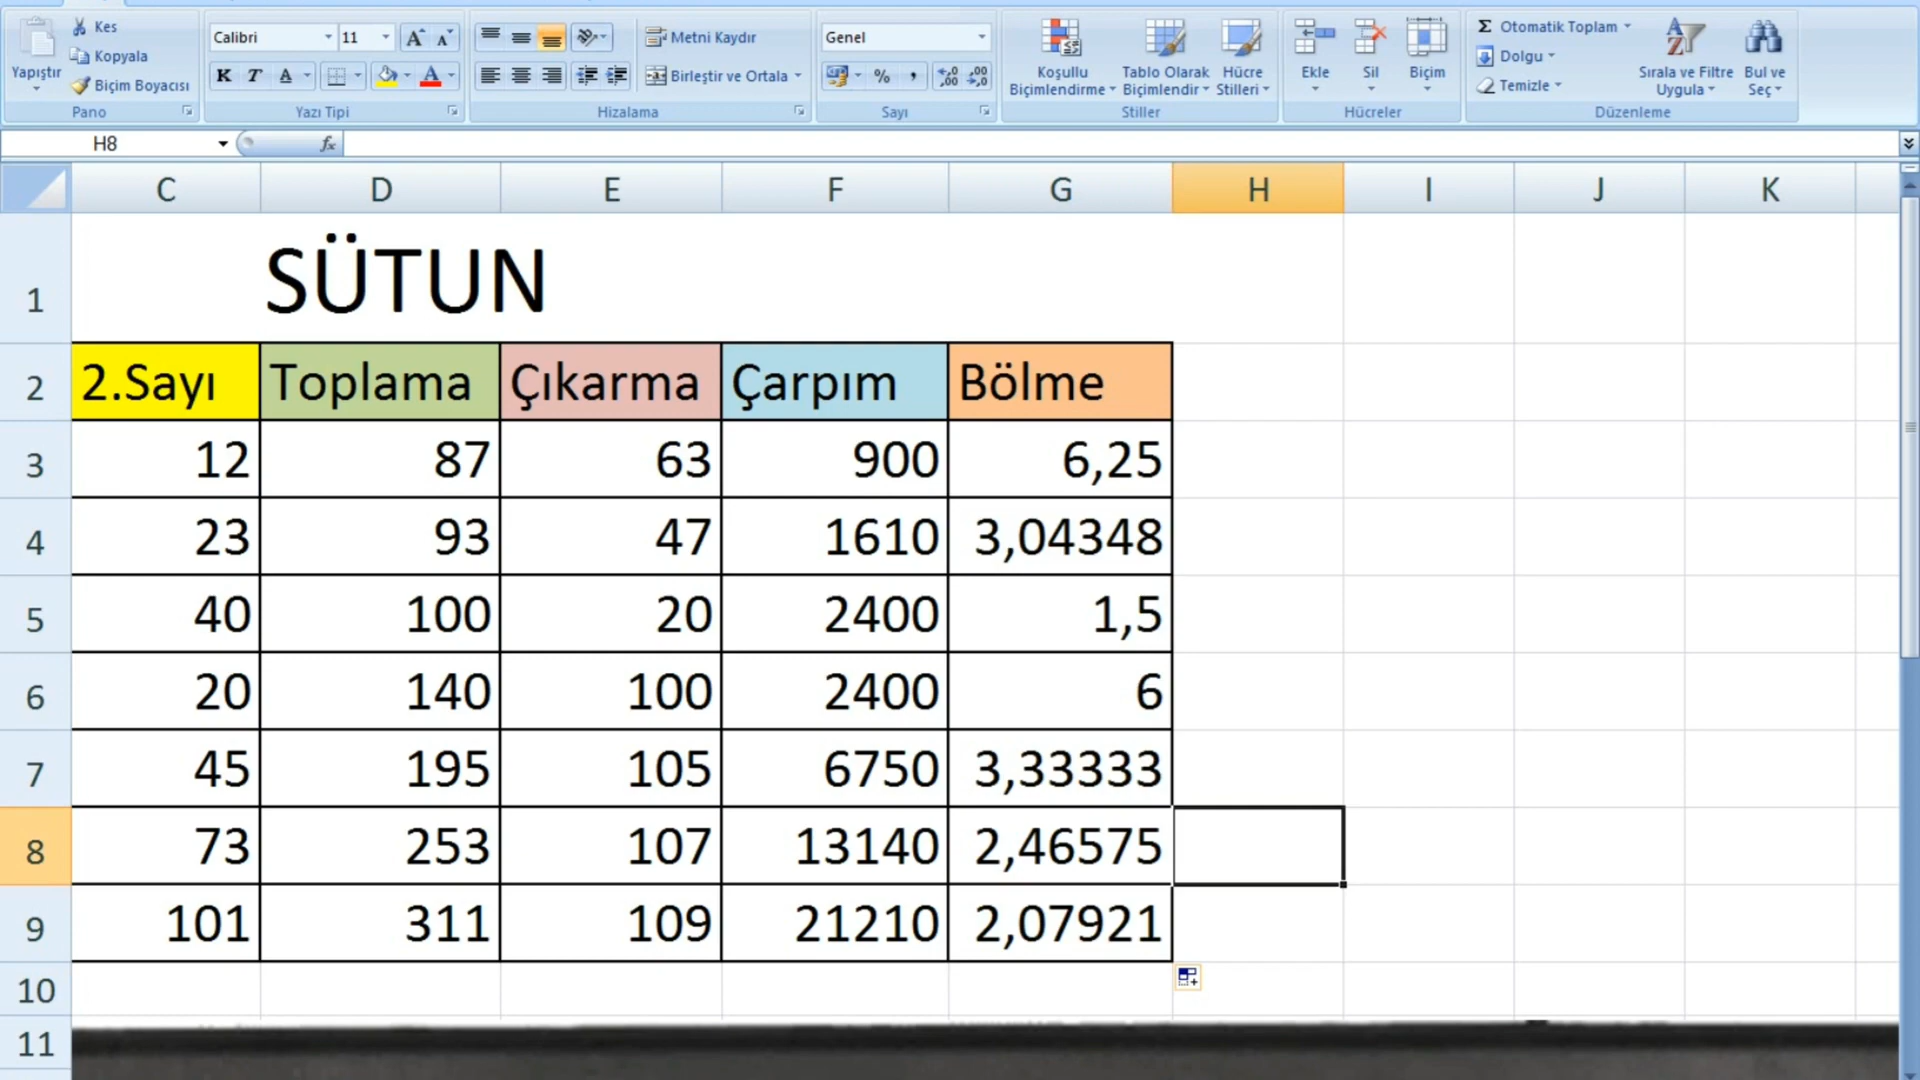 Kes
Kopyala
Biçim Boyacısı
Yapıştır
Pano
Calibri 11
K T A
Yazı Tipi
Metni Kaydır
Birleştir ve Ortala
Hizalama
Genel
% ,
Sayı
Koşullu Biçimlendirme
Tablo Olarak Biçimlendir
Hücre Stilleri
Stiller
Ekle
Sil
Biçim
Hücreler
Σ Otomatik Toplam
Dolgu
Temizle
Sırala ve Filtre Uygula
Bul ve Seç
Düzenleme
H8 fx
C D E F G H I J K
1 SÜTUN
2 2.Sayı Toplama Çıkarma Çarpım Bölme
3 12 87 63 900 6,25
4 23 93 47 1610 3,04348
5 40 100 20 2400 1,5
6 20 140 100 2400 6
7 45 195 105 6750 3,33333
8 73 253 107 13140 2,46575
9 101 311 109 21210 2,07921
10
11